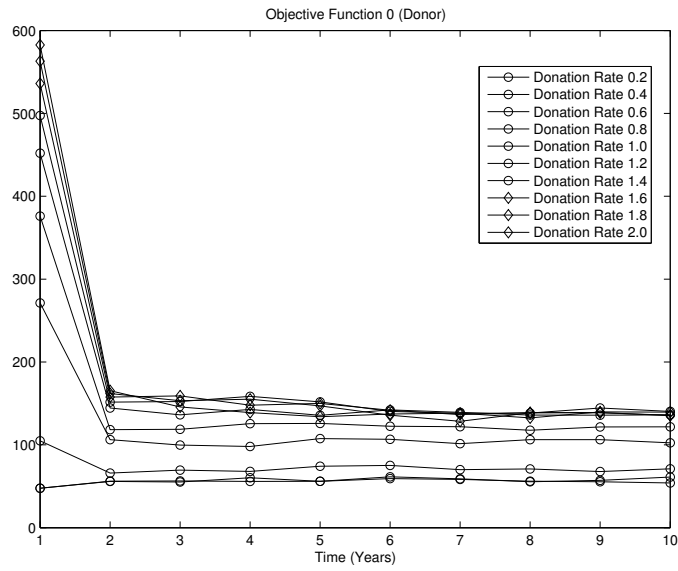 Objective Function 0 (Donor)
600
500
400
300
200
100
0
Donation Rate 0.2
Donation Rate 0.4
Donation Rate 0.6
Donation Rate 0.8
Donation Rate 1.0
Donation Rate 1.2
Donation Rate 1.4
Donation Rate 1.6
Donation Rate 1.8
Donation Rate 2.0
1 2 3 4 5 6 7 8 9 10
Time (Years)